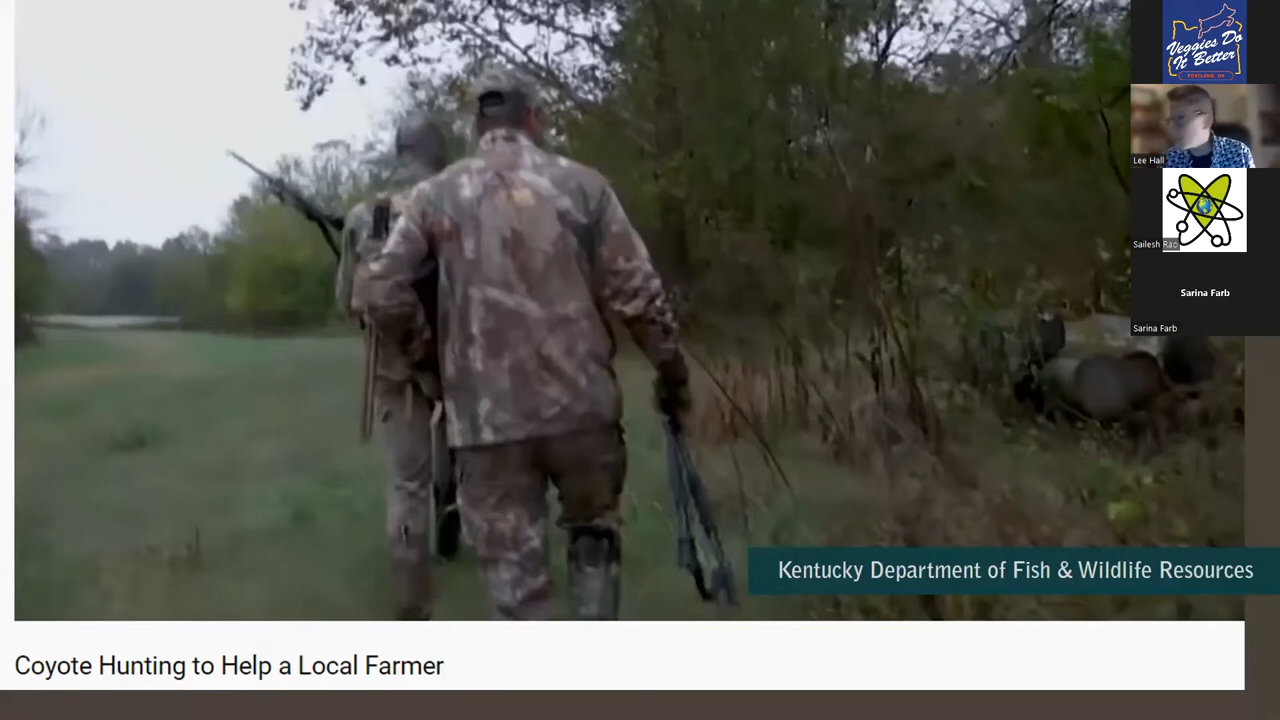 Veggies Do
It Better
PORTLAND, OR
Lee Hall
Sailesh Rao
Sarina Farb
Sarina Farb
Kentucky Department of Fish & Wildlife Resources
Coyote Hunting to Help a Local Farmer